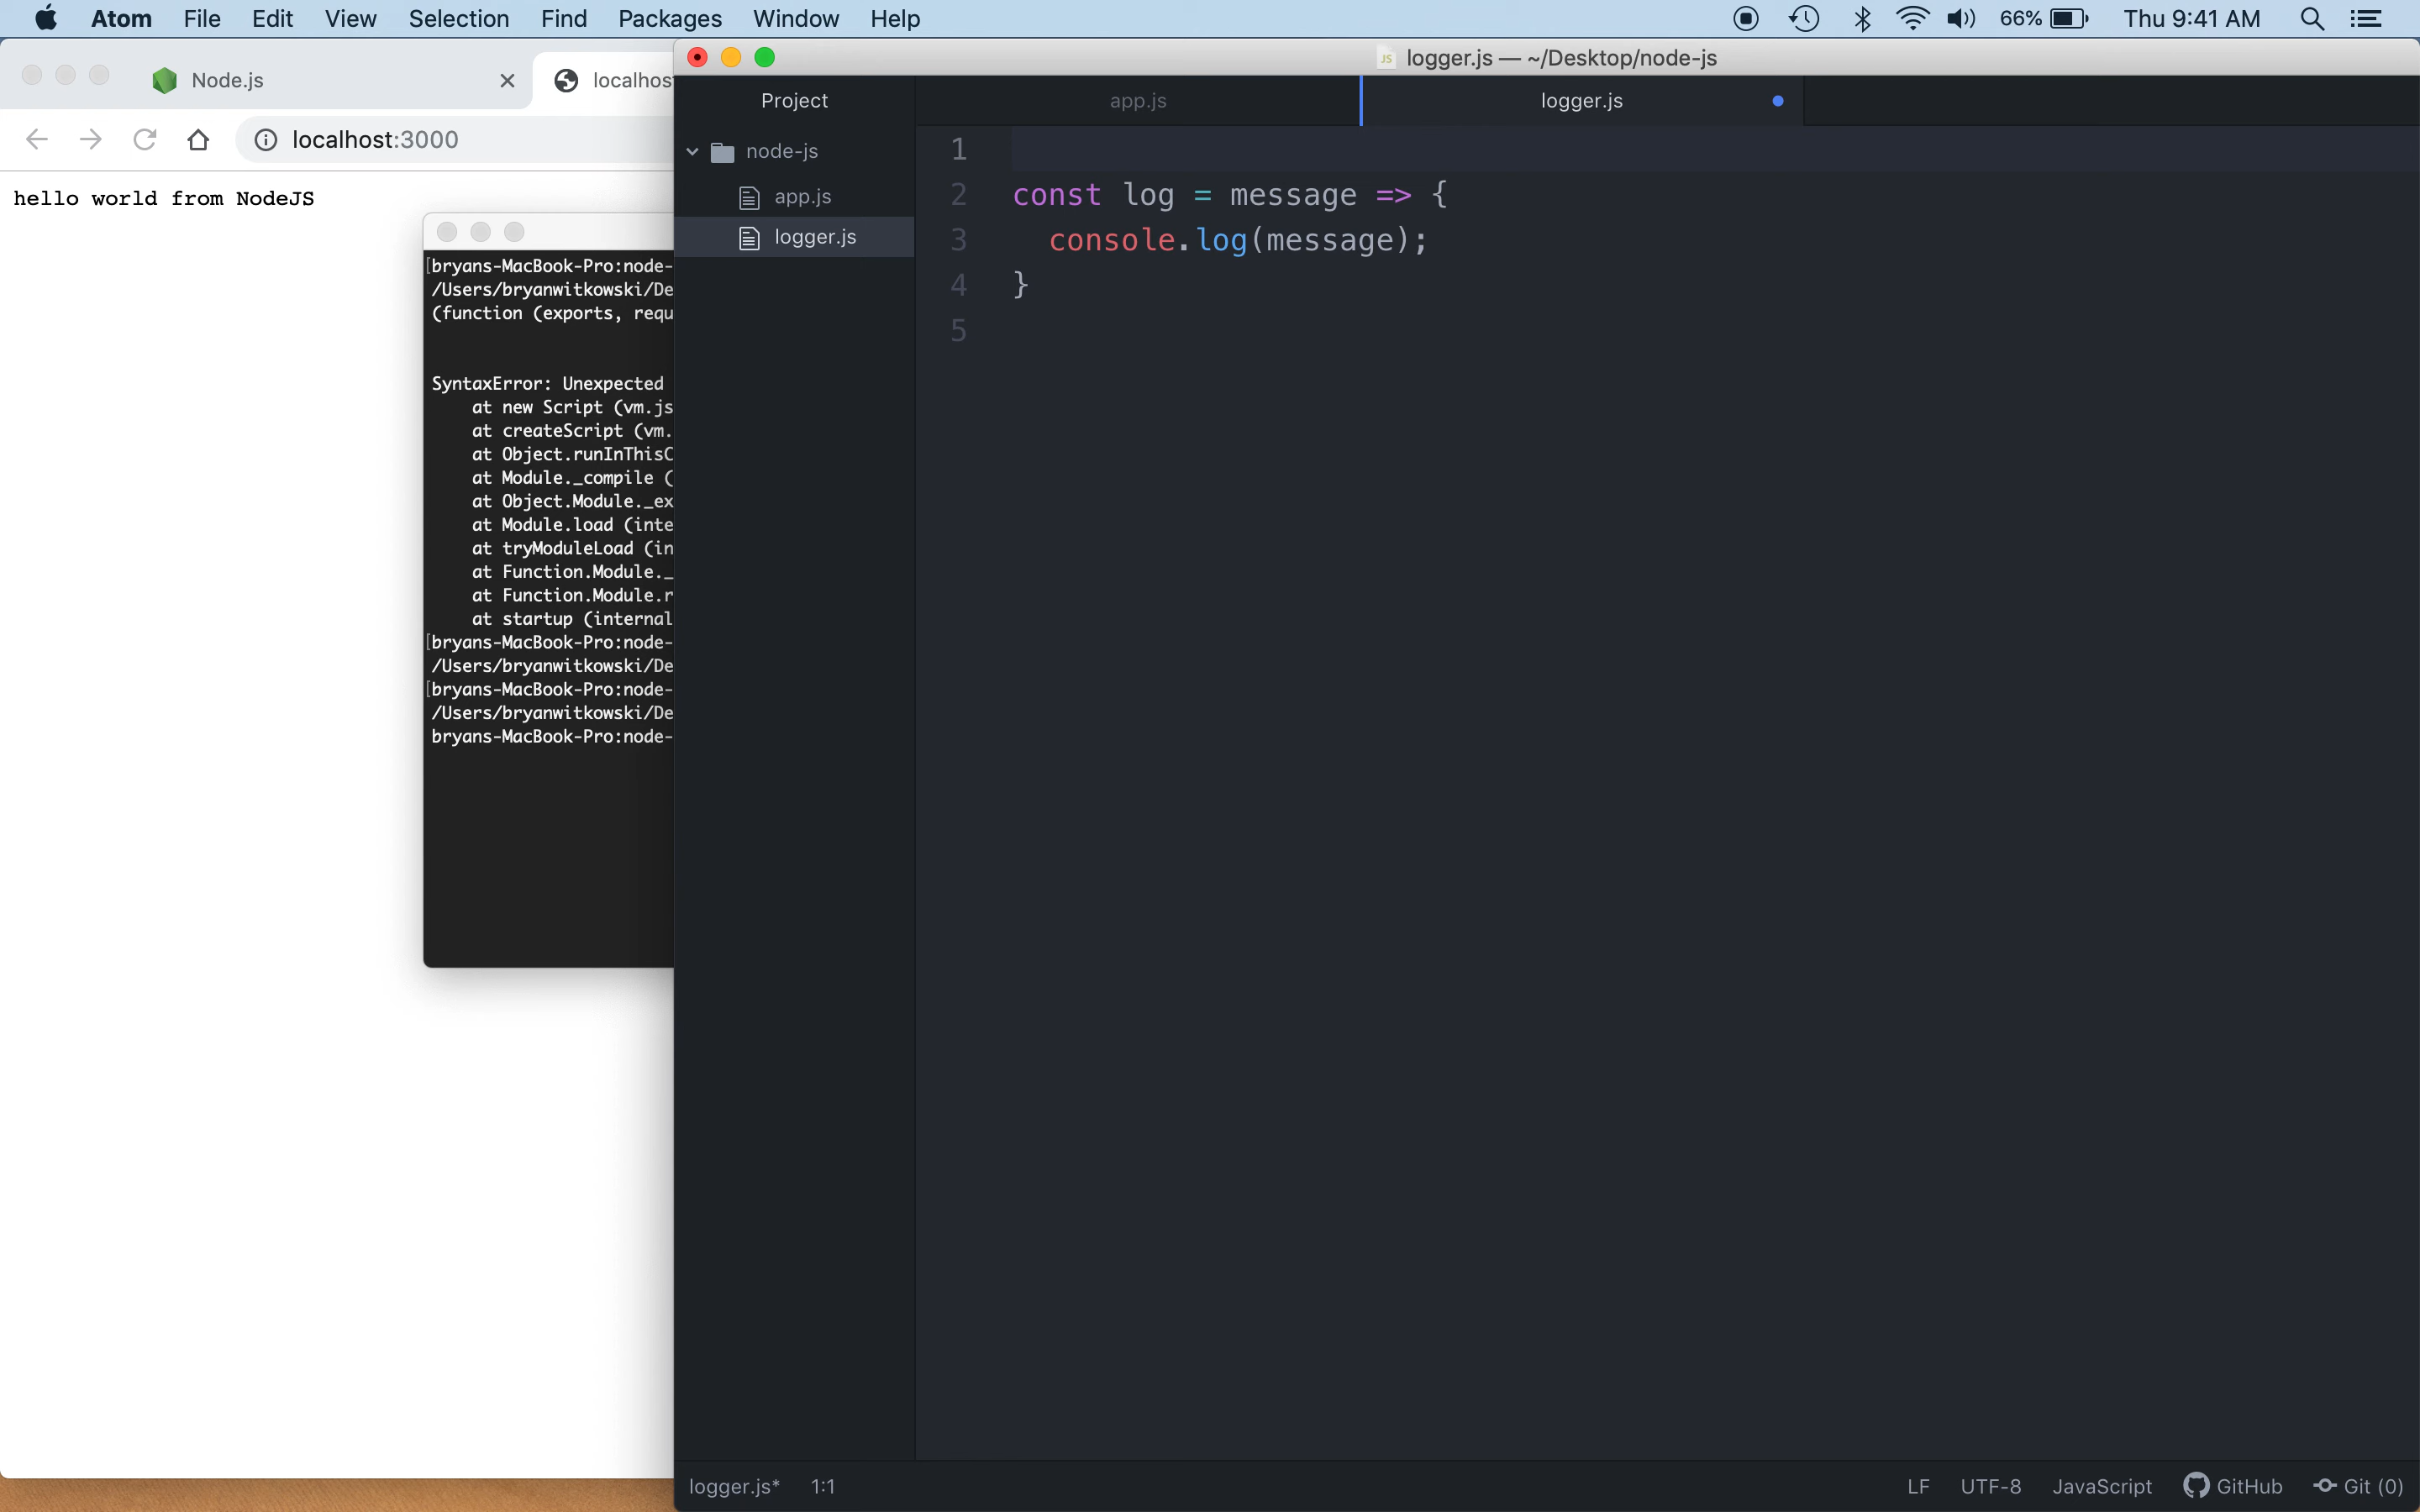 Atom File Edit View Selection Find Packages Window Help 66% Thu 9:41 AM
Node.js
localhost:3000
hello world from NodeJS
[bryans-MacBook-Pro:node-
/Users/bryanwitkowski/De
(function (exports, requ
SyntaxError: Unexpected
at new Script (vm.js
at createScript (vm.
at Object.runInThisC
at Module._compile (
at Object.Module._ex
at Module.load (inte
at tryModuleLoad (in
at Function.Module._
at Function.Module.r
at startup (internal
[bryans-MacBook-Pro:node-
/Users/bryanwitkowski/De
[bryans-MacBook-Pro:node-
/Users/bryanwitkowski/De
bryans-MacBook-Pro:node-
JS logger.js — ~/Desktop/node-js
Project
node-js
app.js
logger.js
app.js logger.js
1
2 const log = message => {
3 console.log(message);
4 }
5
logger.js* 1:1 LF UTF-8 JavaScript GitHub Git (0)